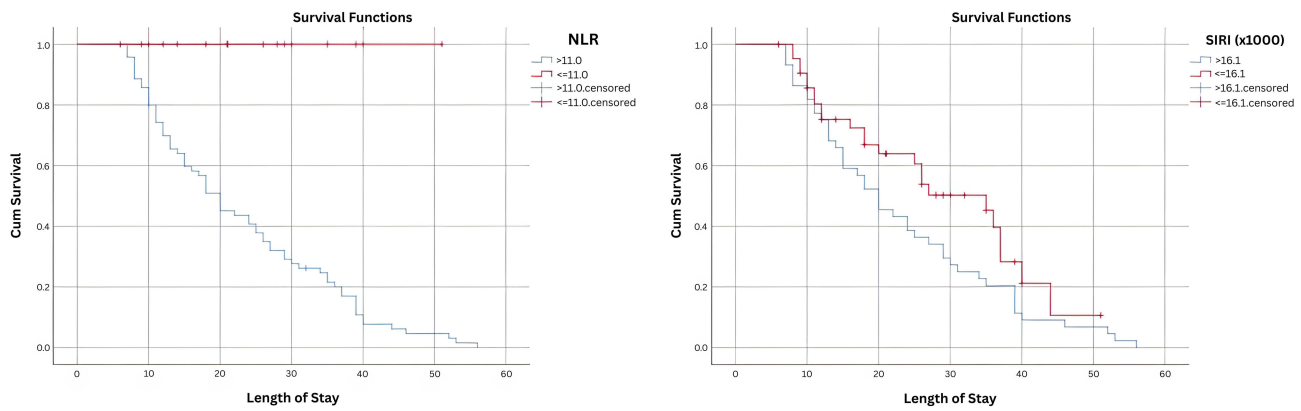 Survival Functions
NLR
>11.0
<=11.0
>11.0.censored
<=11.0.censored
Cum Survival
1.0
0.8
0.6
0.4
0.2
0.0
0 10 20 30 40 50 60
Length of Stay
Survival Functions
SIRI (x1000)
>16.1
<=16.1
>16.1.censored
<=16.1.censored
Cum Survival
1.0
0.8
0.6
0.4
0.2
0.0
0 10 20 30 40 50 60
Length of Stay